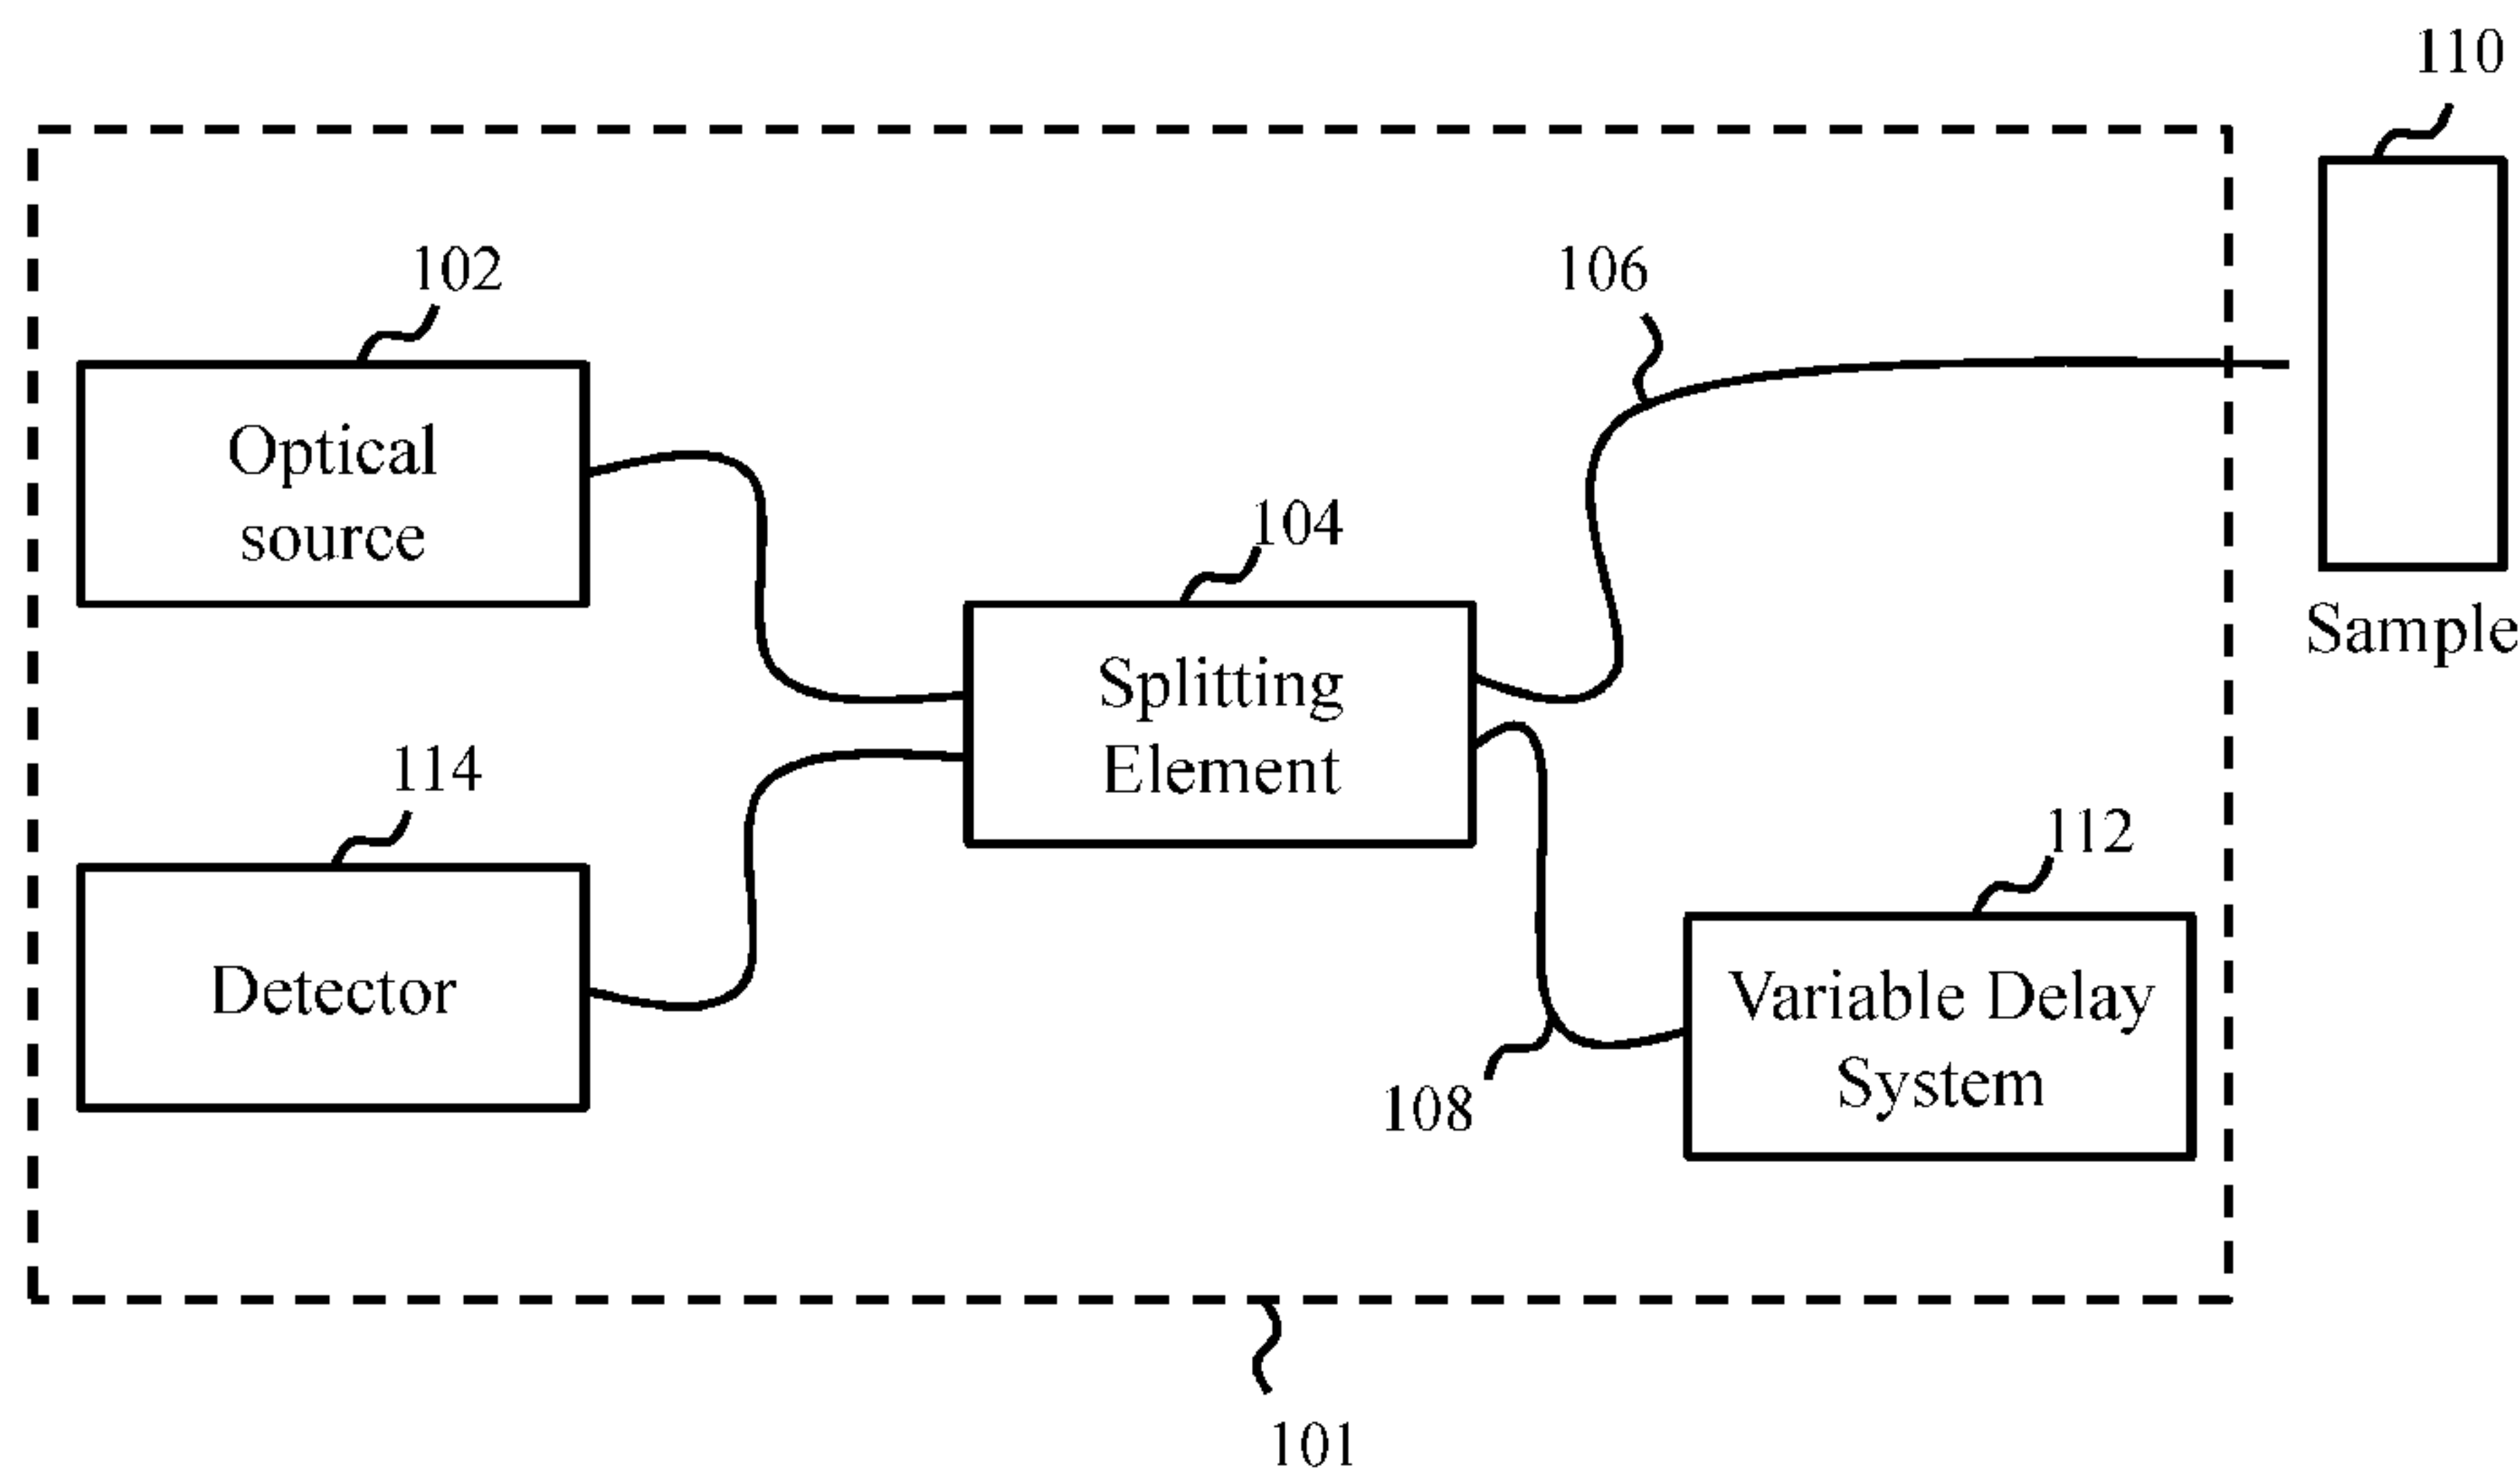 110
102
106
Optical
source
104
Sample
Splitting
Element
114
112
Detector
Variable Delay
System
108
101